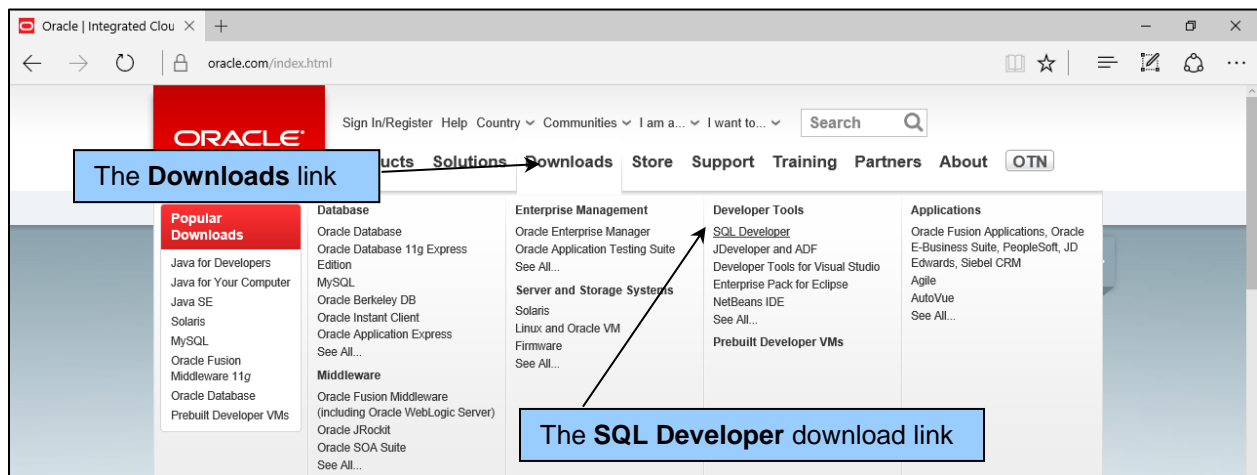 Oracle | Integrated Clou
oracle.com/index.html
ORACLE
Sign In/Register Help Country Communities I am a... I want to... Search
ucts Solutions Downloads Store Support Training Partners About OTN
The Downloads link
Popular
Downloads
Java for Developers
Java for Your Computer
Java SE
Solaris
MySQL
Oracle Fusion
Middleware 11g
Oracle Database
Prebuilt Developer VMs
Database
Oracle Database
Oracle Database 11g Express
Edition
MySQL
Oracle Berkeley DB
Oracle Instant Client
Oracle Application Express
See All...
Middleware
Oracle Fusion Middleware
(including Oracle WebLogic Server)
Oracle JRockit
Oracle SOA Suite
See All...
Enterprise Management
Oracle Enterprise Manager
Oracle Application Testing Suite
See All...
Server and Storage Systems
Solaris
Linux and Oracle VM
Firmware
See All...
Developer Tools
SQL Developer
JDeveloper and ADF
Developer Tools for Visual Studio
Enterprise Pack for Eclipse
NetBeans IDE
See All...
Prebuilt Developer VMs
Applications
Oracle Fusion Applications, Oracle
E-Business Suite, PeopleSoft, JD
Edwards, Siebel CRM
Agile
AutoVue
See All...
The SQL Developer download link